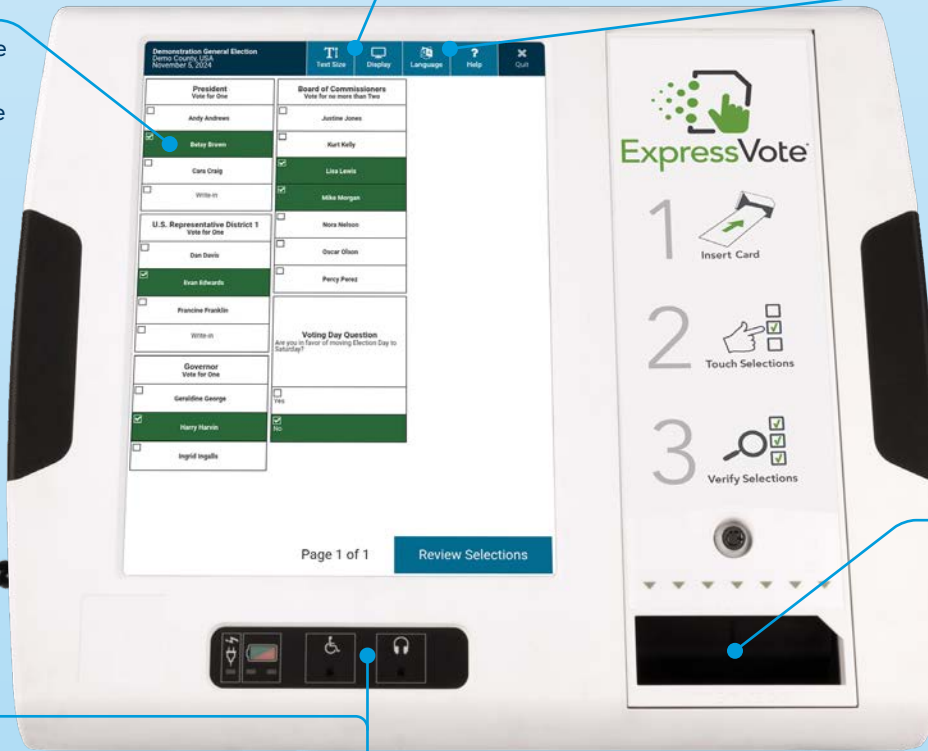 e
e
Demonstration General Election
Demo County, USA
November 5, 2024
Text Size
Display
Language
? Help
Quit
President
Vote for One
Andy Andrews
Betsy Brown
Cara Craig
Write-in
U.S. Representative District 1
Vote for One
Dan Davis
Evan Edwards
Francine Franklin
Write-in
Governor
Vote for One
Geraldine George
Harry Harvin
Ingrid Ingalls
Board of Commissioners
Vote for no more than Two
Justine Jones
Kurt Kelly
Lisa Lewis
Mike Morgan
Nora Nelson
Oscar Olson
Percy Perez
Voting Day Question
Are you in favor of moving Election Day to
Saturday?
Yes
No
Page 1 of 1
Review Selections
ExpressVote®
1
Insert Card
2
Touch Selections
3
Verify Selections